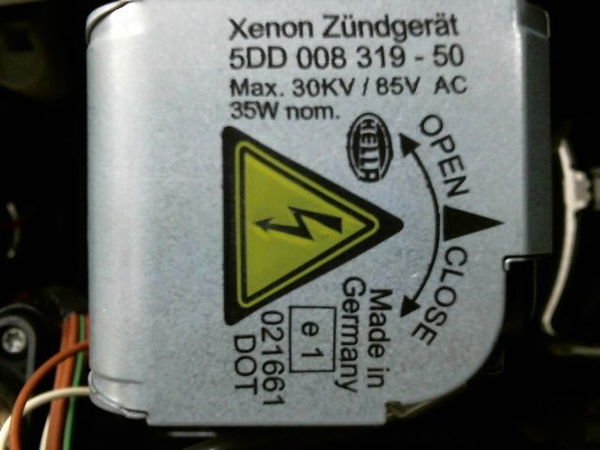 Xenon Zündgerät
5DD 008 319 - 50
Max. 30KV / 85V AC
35W nom.
HELLA
OPEN
CLOSE
Made in
Germany
e 1
021661
DOT